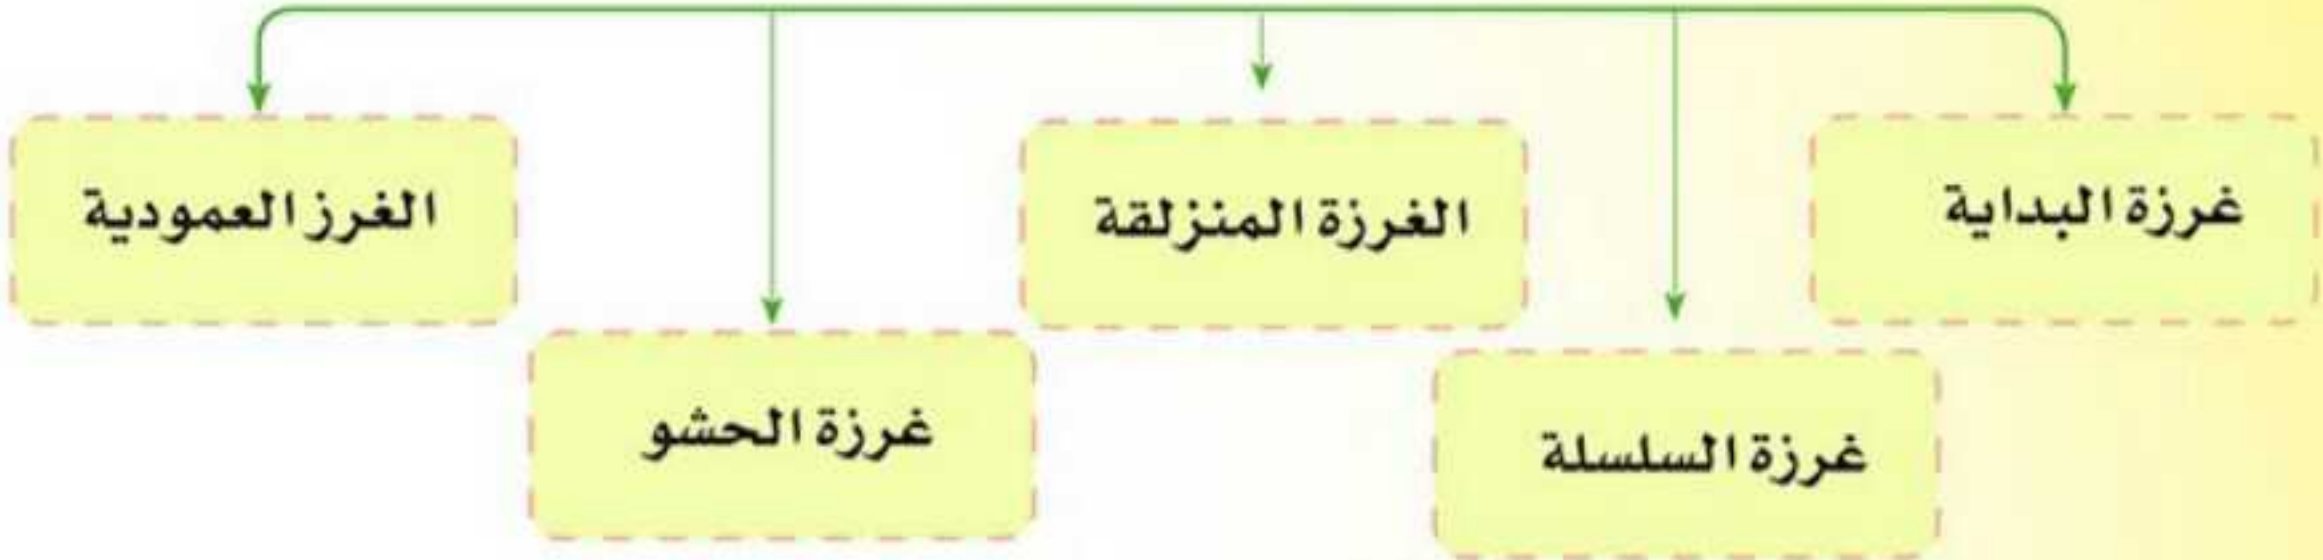 غرزة البداية
غرزة السلسلة
الغرزة المنزلقة
غرزة الحشو
الغرز العمودية